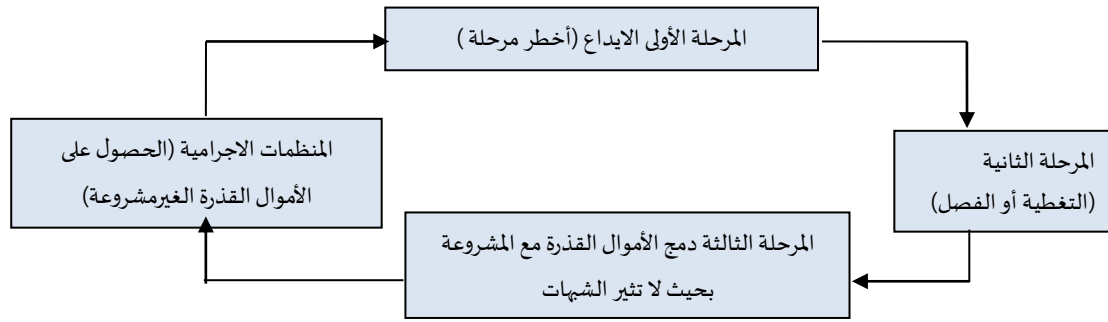 المرحلة الأولى الايداع (أخطر مرحلة )
المرحلة الثانية
(التغطية أو الفصل)
المرحلة الثالثة دمج الأموال القذرة مع المشروعة
بحيث لا تثير الشبهات
المنظمات الاجرامية (الحصول على
الأموال القذرة الغيرمشروعة)